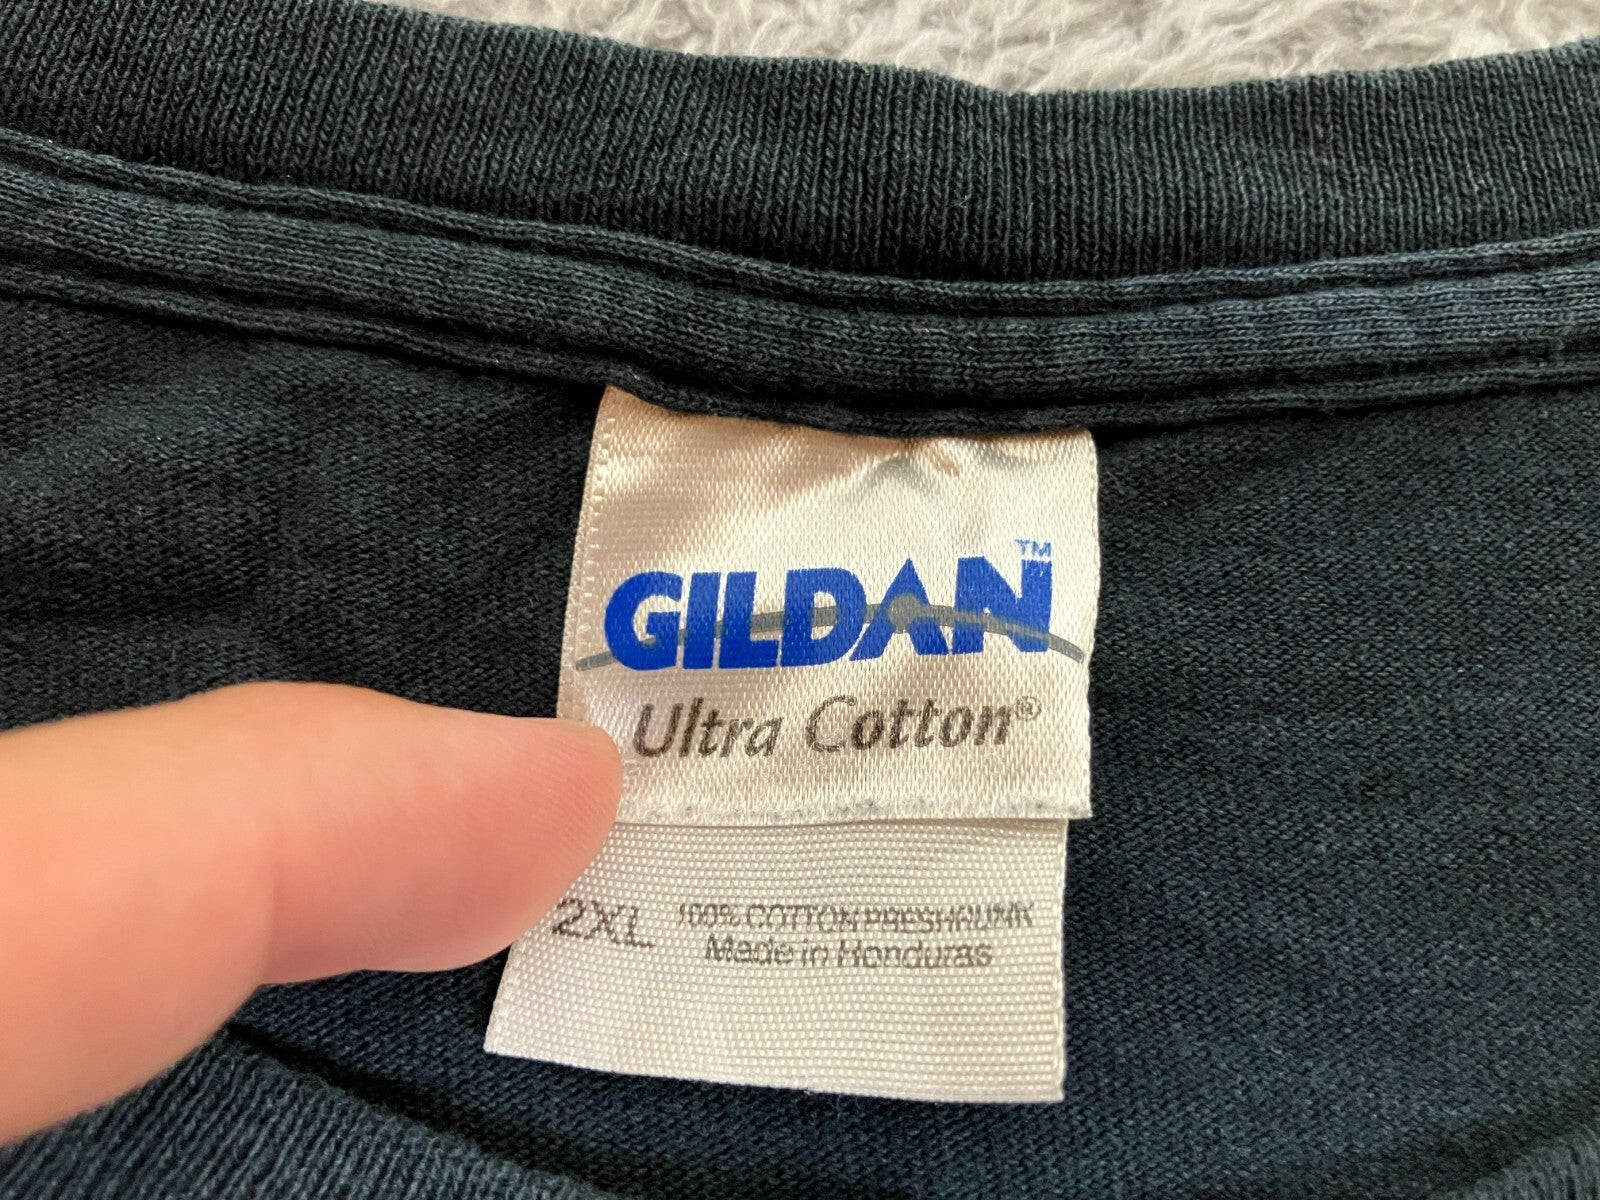 GILDAN™
Ultra Cotton®
2XL 100% COTTON PRESHRUNK
Made in Honduras